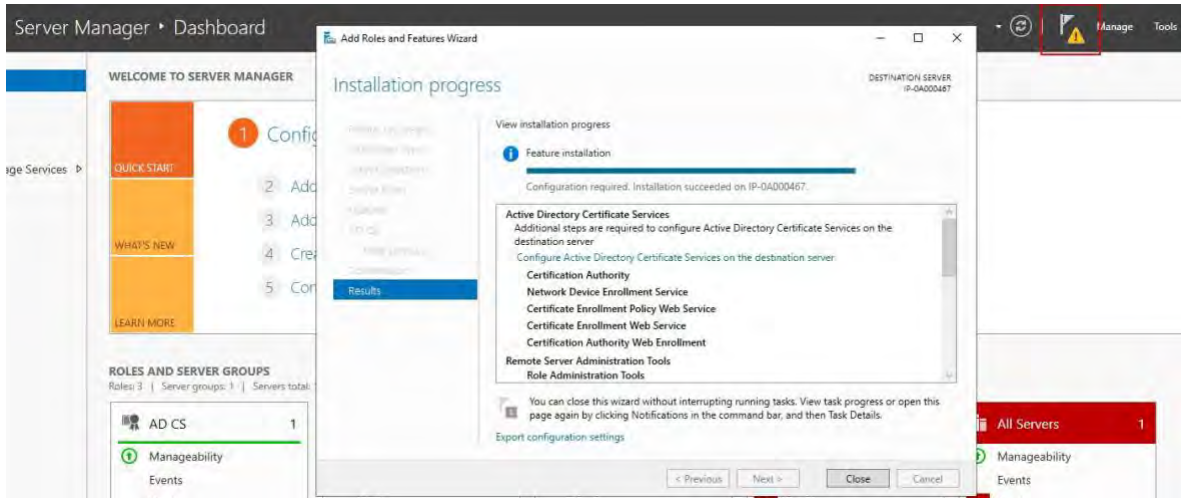 Server Manager • Dashboard
Manage Tools
WELCOME TO SERVER MANAGER
QUICK START
WHAT'S NEW
LEARN MORE
1
2 Add
3 Add
4
5
age Services
ROLES AND SERVER GROUPS
Roles: 3 | Server groups: 1 | Servers total:
AD CS 1
Manageability
Events
Add Roles and Features Wizard
Installation progress
DESTINATION SERVER
IP-0A000467
Results
View installation progress
Feature installation
Configuration required. Installation succeeded on IP-0A000467.
Active Directory Certificate Services
Additional steps are required to configure Active Directory Certificate Services on the
destination server
Configure Active Directory Certificate Services on the destination server
Certification Authority
Network Device Enrollment Service
Certificate Enrollment Policy Web Service
Certificate Enrollment Web Service
Certification Authority Web Enrollment
Remote Server Administration Tools
Role Administration Tools
You can close this wizard without interrupting running tasks. View task progress or open this
page again by clicking Notifications in the command bar, and then Task Details.
Export configuration settings
< Previous Next > Close Cancel
All Servers 1
Manageability
Events